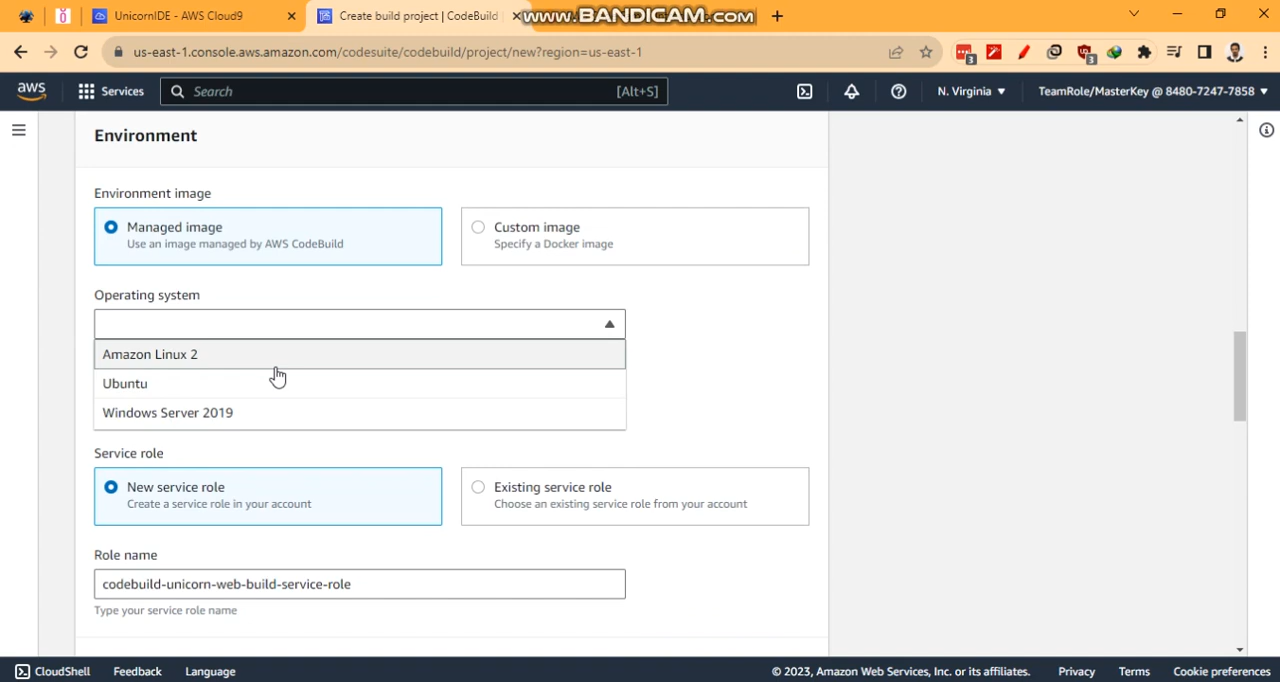 UnicornIDE - AWS Cloud9
Create build project | CodeBuild
www.BANDICAM.com
us-east-1.console.aws.amazon.com/codesuite/codebuild/project/new?region=us-east-1
3
3
aws
Services
Search
[Alt+S]
N. Virginia
TeamRole/MasterKey @ 8480-7247-7858
Environment
Environment image
Managed image
Use an image managed by AWS CodeBuild
Custom image
Specify a Docker image
Operating system
Amazon Linux 2
Ubuntu
Windows Server 2019
Service role
New service role
Create a service role in your account
Existing service role
Choose an existing service role from your account
Role name
codebuild-unicorn-web-build-service-role
Type your service role name
CloudShell
Feedback
Language
© 2023, Amazon Web Services, Inc. or its affiliates.
Privacy
Terms
Cookie preferences